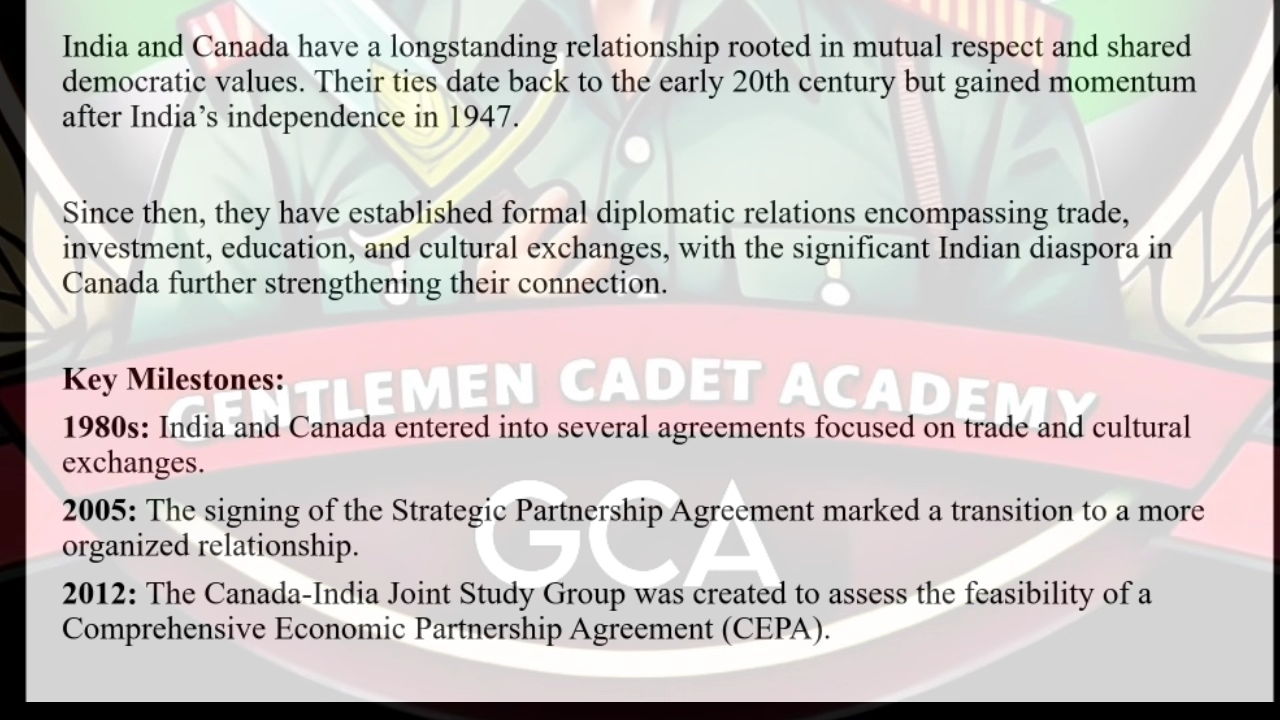 India and Canada have a longstanding relationship rooted in mutual respect and shared
democratic values. Their ties date back to the early 20th century but gained momentum
after India’s independence in 1947.
Since then, they have established formal diplomatic relations encompassing trade,
investment, education, and cultural exchanges, with the significant Indian diaspora in
Canada further strengthening their connection.
Key Milestones:
GENTLEMEN CADET ACADEMY
1980s: India and Canada entered into several agreements focused on trade and cultural
exchanges.
2005: The signing of the Strategic Partnership Agreement marked a transition to a more
organized relationship.
GCA
2012: The Canada-India Joint Study Group was created to assess the feasibility of a
Comprehensive Economic Partnership Agreement (CEPA).